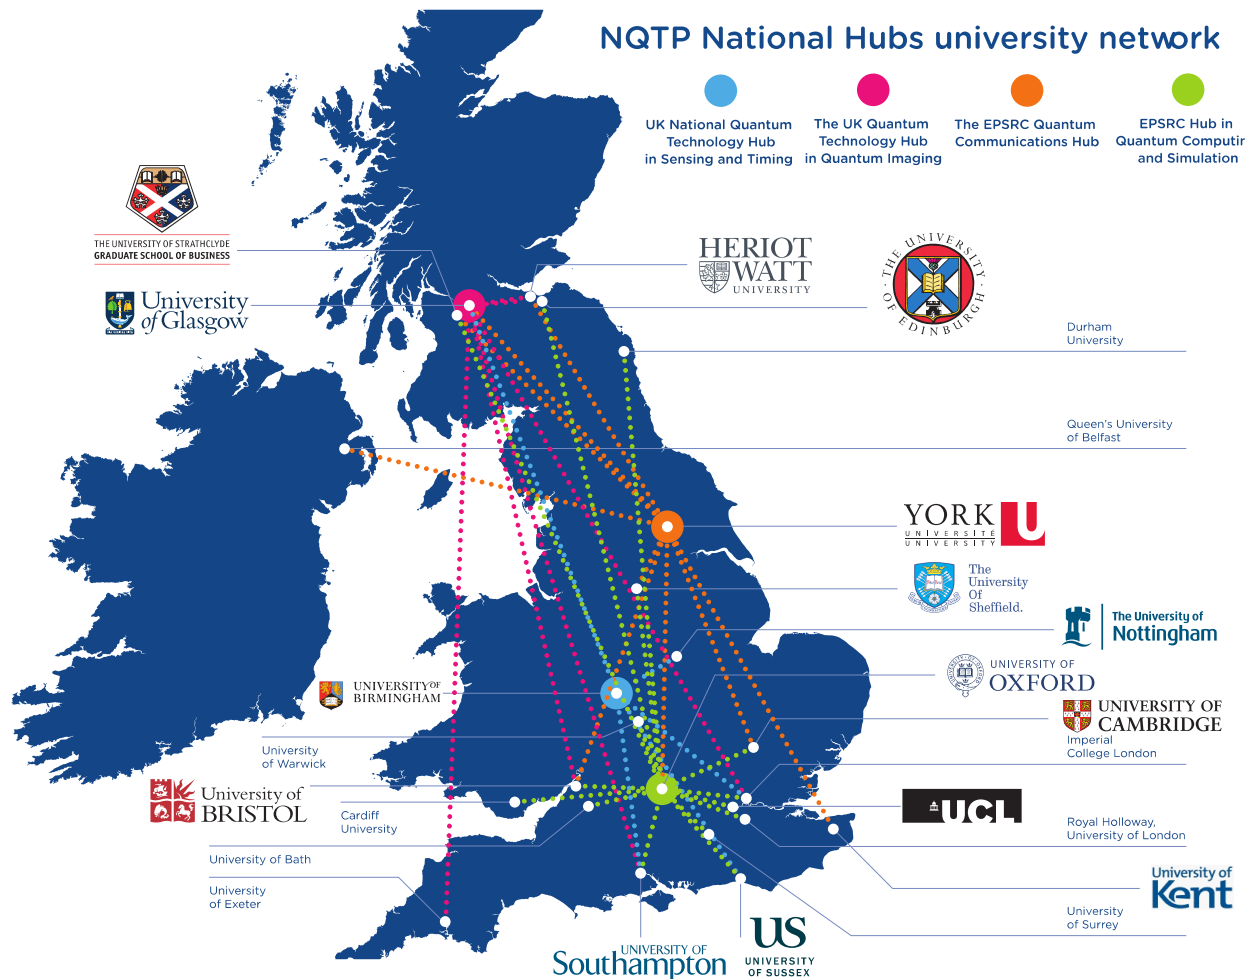 NQTP National Hubs university network
UK National Quantum
Technology Hub
in Sensing and Timing
The UK Quantum
Technology Hub
in Quantum Imaging
The EPSRC Quantum
Communications Hub
EPSRC Hub in
Quantum Computin
and Simulation
THE UNIVERSITY OF STRATHCLYDE
GRADUATE SCHOOL OF BUSINESS
HERIOT
WATT
UNIVERSITY
THE UNIVERSITY OF EDINBURGH
University
of Glasgow
Durham
University
Queen's University
of Belfast
YORK U
UNIVERSITÉ
UNIVERSITY
The
University
Of
Sheffield.
The University of
Nottingham
UNIVERSITY OF
OXFORD
UNIVERSITY OF
BIRMINGHAM
UNIVERSITY OF
CAMBRIDGE
Imperial
College London
University
of Warwick
University of
BRISTOL
UCL
Cardiff
University
Royal Holloway,
University of London
University of Bath
University of
Kent
University
of Exeter
University
of Surrey
UNIVERSITY OF
Southampton
US
UNIVERSITY
OF SUSSEX